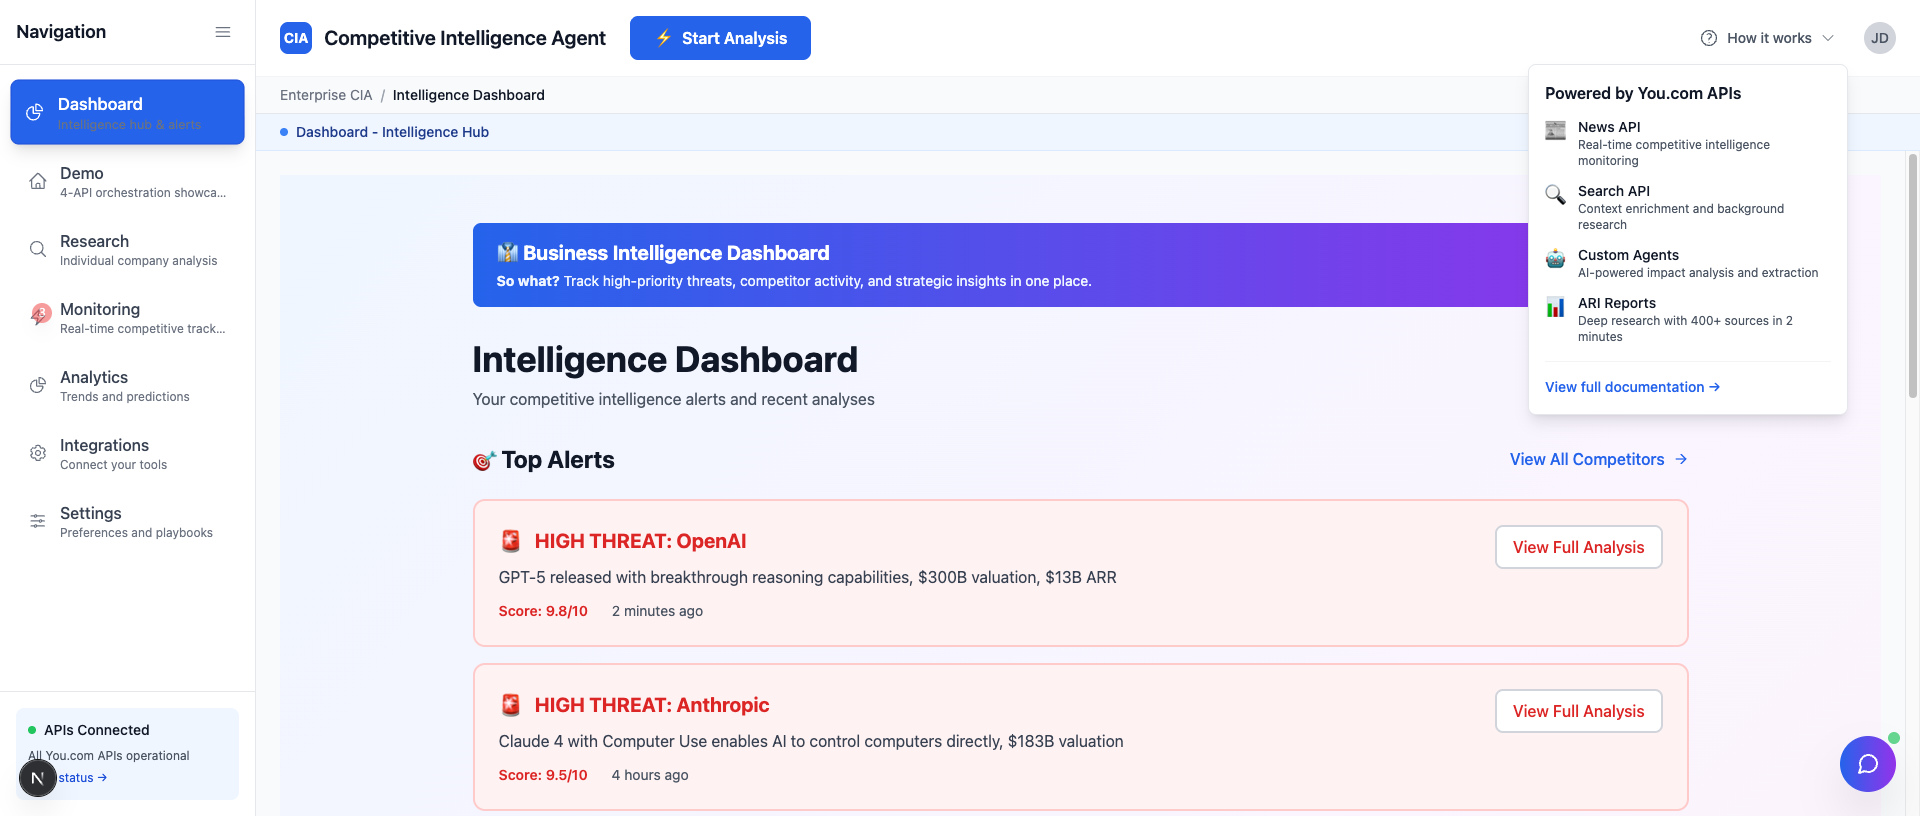 Navigation
CIA
Competitive Intelligence Agent
⚡ Start Analysis
How it works
JD
Enterprise CIA / Intelligence Dashboard
Dashboard - Intelligence Hub
Dashboard
Intelligence hub & alerts
Demo
4-API orchestration showca...
Research
Individual company analysis
Monitoring
3
Real-time competitive track...
Analytics
Trends and predictions
Integrations
Connect your tools
Settings
Preferences and playbooks
APIs Connected
All You.com APIs operational
status →
N
Powered by You.com APIs
News API
Real-time competitive intelligence
monitoring
Search API
Context enrichment and background
research
Custom Agents
AI-powered impact analysis and extraction
ARI Reports
Deep research with 400+ sources in 2
minutes
View full documentation →
Business Intelligence Dashboard
So what? Track high-priority threats, competitor activity, and strategic insights in one place.
Intelligence Dashboard
Your competitive intelligence alerts and recent analyses
Top Alerts
View All Competitors →
HIGH THREAT: OpenAI
View Full Analysis
GPT-5 released with breakthrough reasoning capabilities, $300B valuation, $13B ARR
Score: 9.8/10 2 minutes ago
HIGH THREAT: Anthropic
View Full Analysis
Claude 4 with Computer Use enables AI to control computers directly, $183B valuation
Score: 9.5/10 4 hours ago